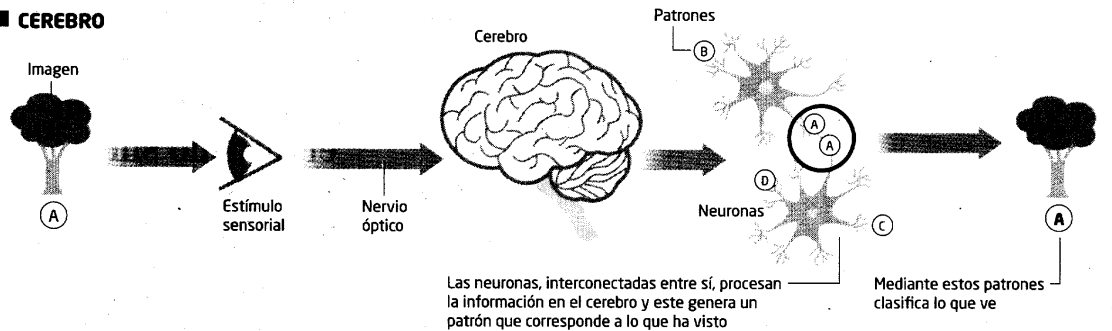 CEREBRO
Imagen
A
Estímulo
sensorial
Nervio
óptico
Cerebro
Patrones
B
A
A
D
Neuronas
C
Las neuronas, interconectadas entre sí, procesan
la información en el cerebro y este genera un
patrón que corresponde a lo que ha visto
A
Mediante estos patrones
clasifica lo que ve